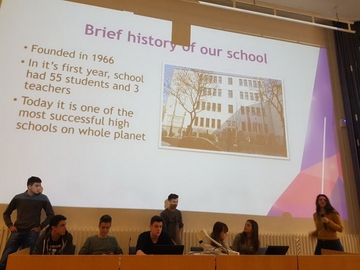 Brief history of our school
• Founded in 1966
• In it's first year, school
had 55 students and 3
teachers
• Today it is one of the
most successful high
schools on whole planet